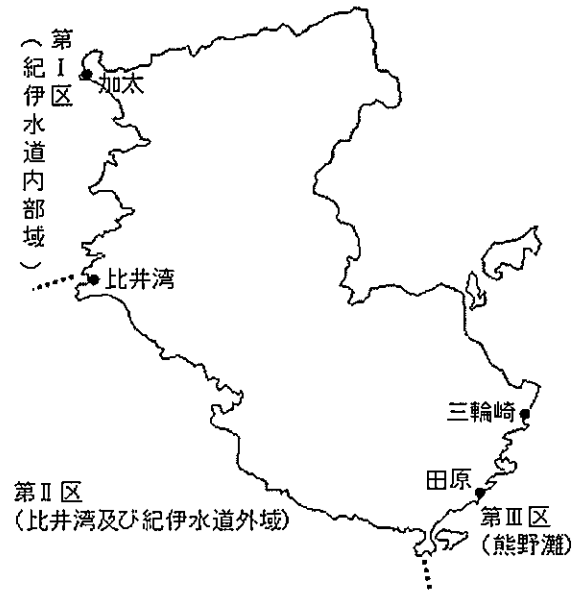 第Ⅰ区
（紀伊水道内部域）
加太
比井湾
三輪崎
田原
第Ⅱ区
（比井湾及び紀伊水道外域）
第Ⅲ区
（熊野灘）